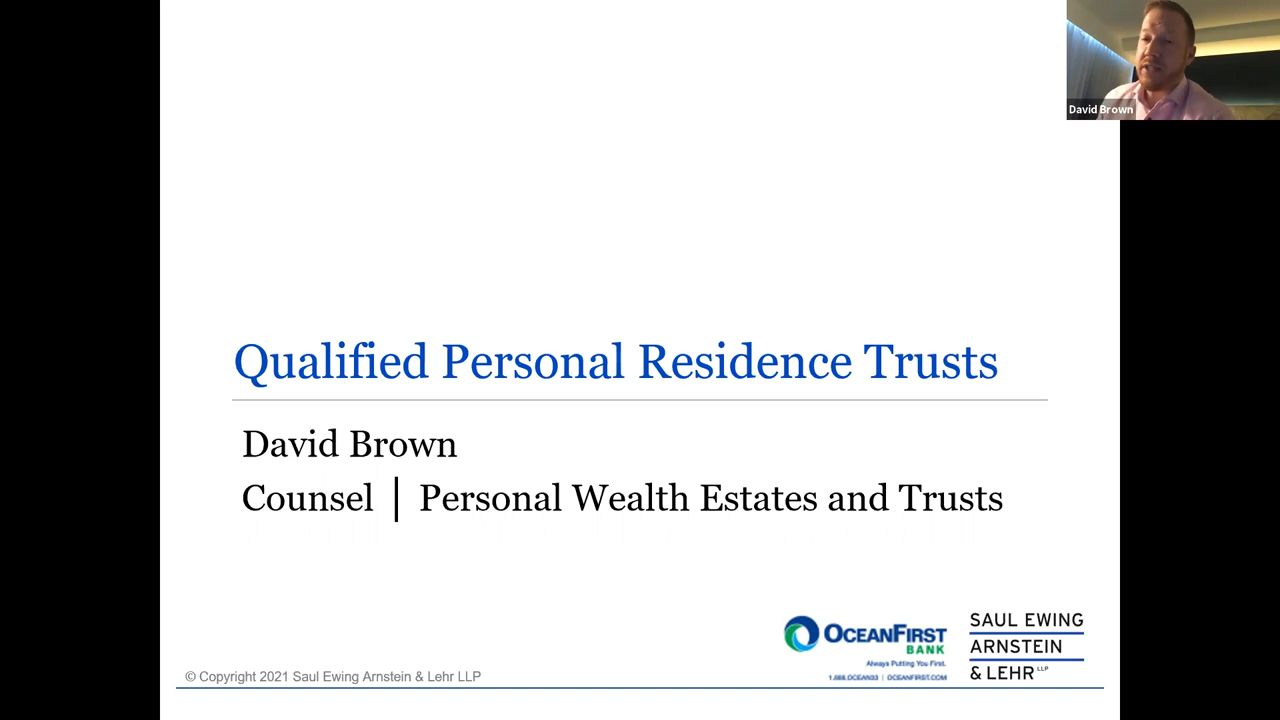 David Brown
Qualified Personal Residence Trusts
David Brown
Counsel | Personal Wealth Estates and Trusts
OCEANFIRST
BANK
Always Putting You First.
1.888.OCEAN33 | OCEANFIRST.COM
SAUL EWING
ARNSTEIN
& LEHR LLP
© Copyright 2021 Saul Ewing Arnstein & Lehr LLP